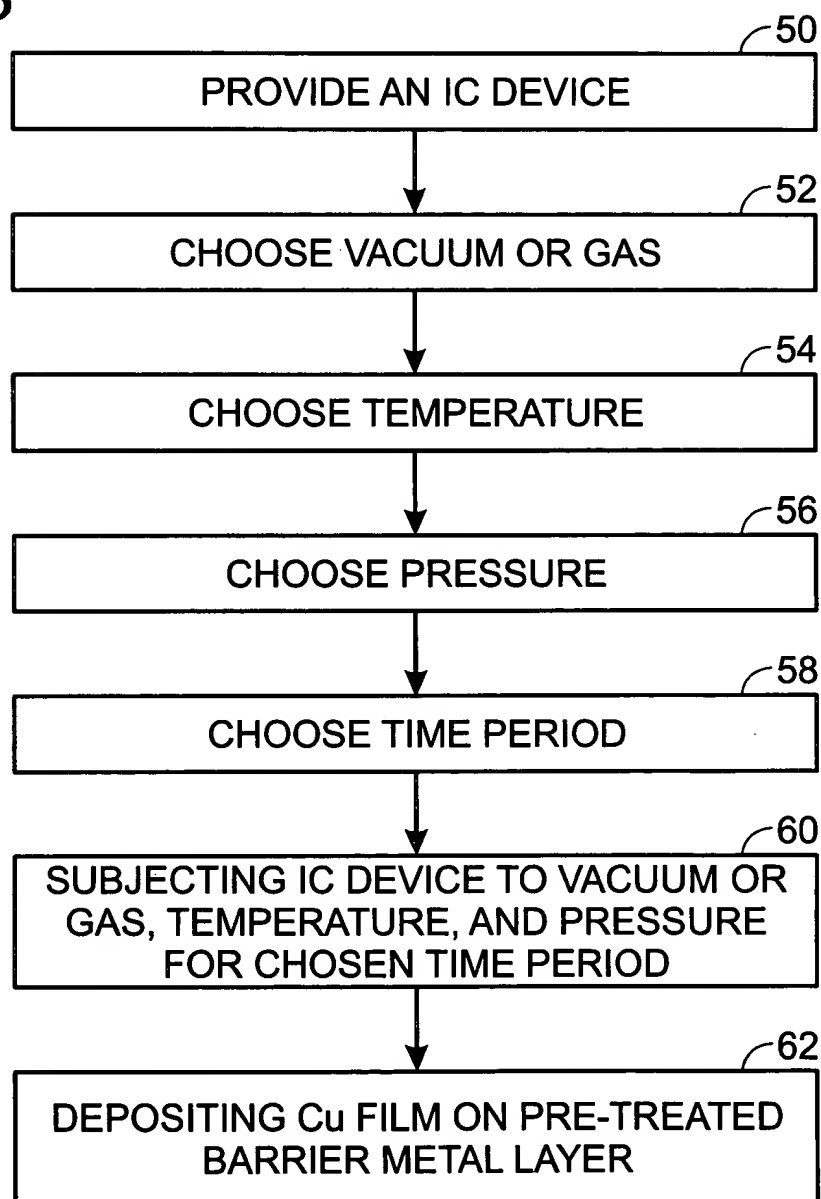 50
PROVIDE AN IC DEVICE
52
CHOOSE VACUUM OR GAS
54
CHOOSE TEMPERATURE
56
CHOOSE PRESSURE
58
CHOOSE TIME PERIOD
60
SUBJECTING IC DEVICE TO VACUUM OR
GAS, TEMPERATURE, AND PRESSURE
FOR CHOSEN TIME PERIOD
62
DEPOSITING Cu FILM ON PRE-TREATED
BARRIER METAL LAYER